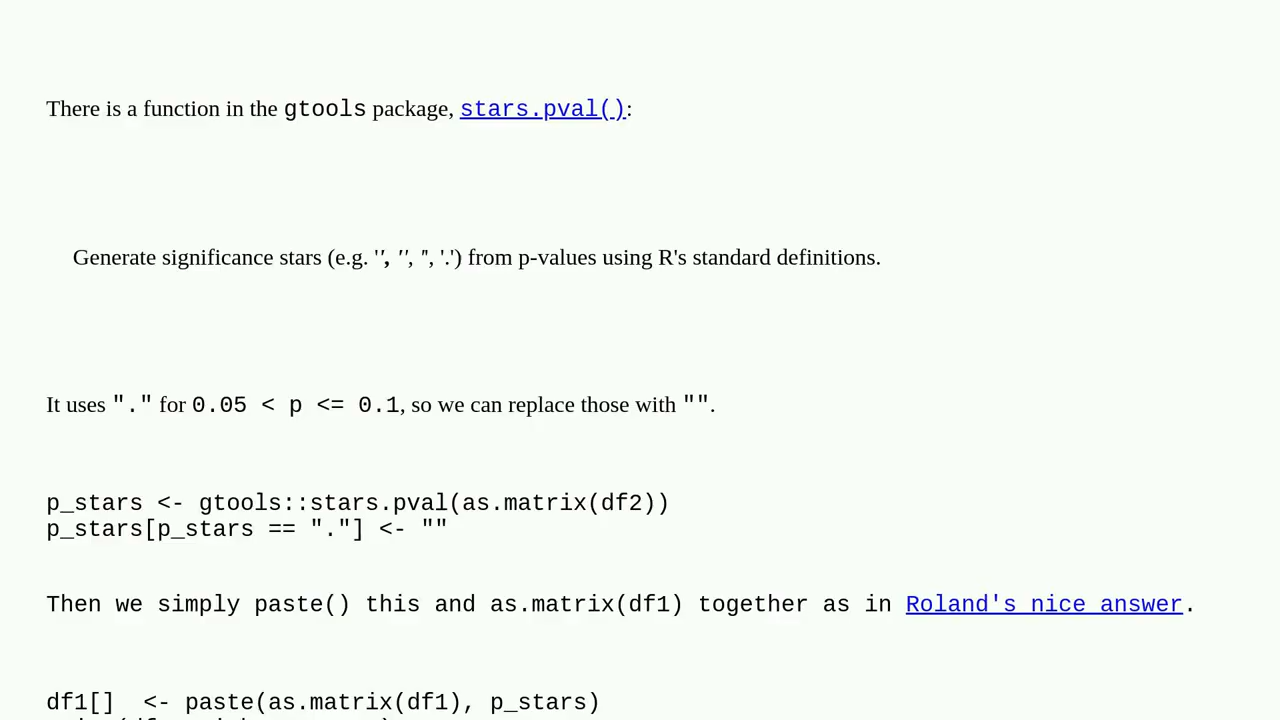 There is a function in the gtools package, stars.pval():
Generate significance stars (e.g. '', '', '', '.') from p-values using R's standard definitions.
It uses "." for 0.05 < p <= 0.1, so we can replace those with "".
p_stars <- gtools::stars.pval(as.matrix(df2))
p_stars[p_stars == "."] <- ""
Then we simply paste() this and as.matrix(df1) together as in Roland's nice answer.
df1[]  <- paste(as.matrix(df1), p_stars)